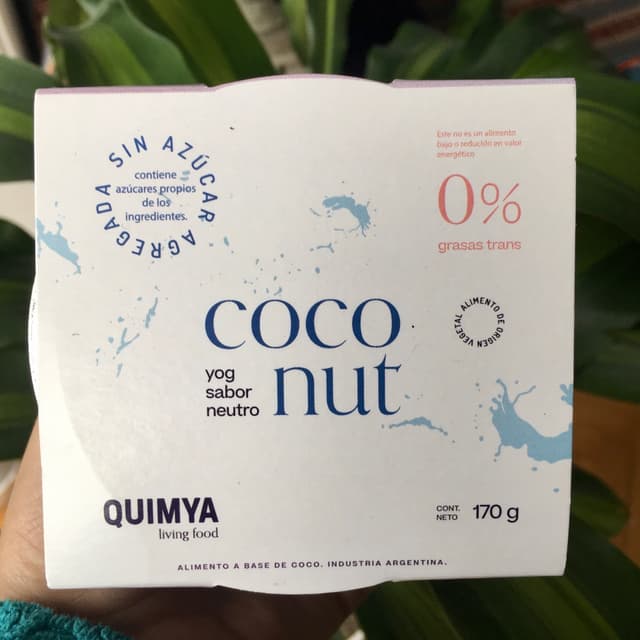 SIN AZÚCAR AGREGADA
contiene
azúcares propios
de los
ingredientes.
Este no es un alimento
bajo o reducido en valor
energético
0%
grasas trans
coco
nut
yog
sabor
neutro
ALIMENTO DE ORIGEN VEGETAL
QUIMYA
living food
CONT.
NETO
170 g
ALIMENTO A BASE DE COCO. INDUSTRIA ARGENTINA.